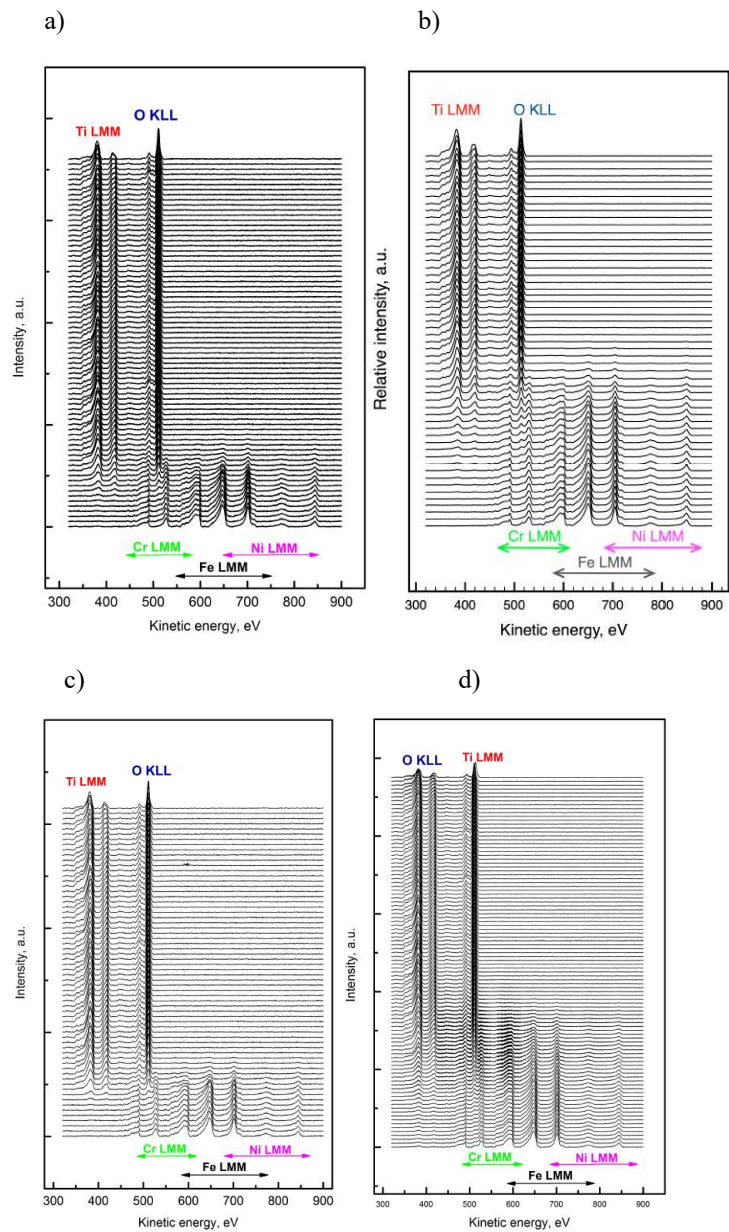 a)
Ti LMM
O KLL
Intensity, a.u.
Cr LMM
Ni LMM
Fe LMM
300 400 500 600 700 800 900
Kinetic energy, eV
b)
Ti LMM
O KLL
Relative intensity, a.u.
Cr LMM
Ni LMM
Fe LMM
300 400 500 600 700 800 900
Kinetic energy, eV
c)
Ti LMM
O KLL
Intensity, a.u.
Cr LMM
Ni LMM
Fe LMM
300 400 500 600 700 800 900
Kinetic energy, eV
d)
O KLL
Ti LMM
Intensity, a.u.
Cr LMM
Ni LMM
Fe LMM
300 400 500 600 700 800 900
Kinetic energy, eV